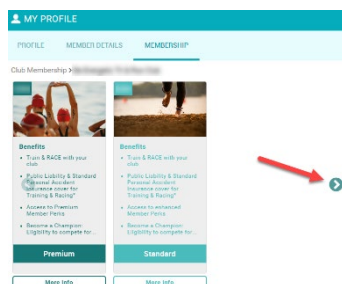 MY PROFILE
PROFILE MEMBER DETAILS MEMBERSHIP
Club Membership >
Benefits
• Train & RACE with your
club
• Public Liability & Standard
Personal Accident
Insurance cover for
Training & Racing*
• Access to Premium
Member Perks
• Become a Champion:
Eligibility to compete for...
Premium
More Info
Benefits
• Train & RACE with your
club
• Public Liability & Standard
Personal Accident
Insurance cover for
Training & Racing*
• Access to enhanced
Member Perks
• Become a Champion:
Eligibility to compete for...
Standard
More Info